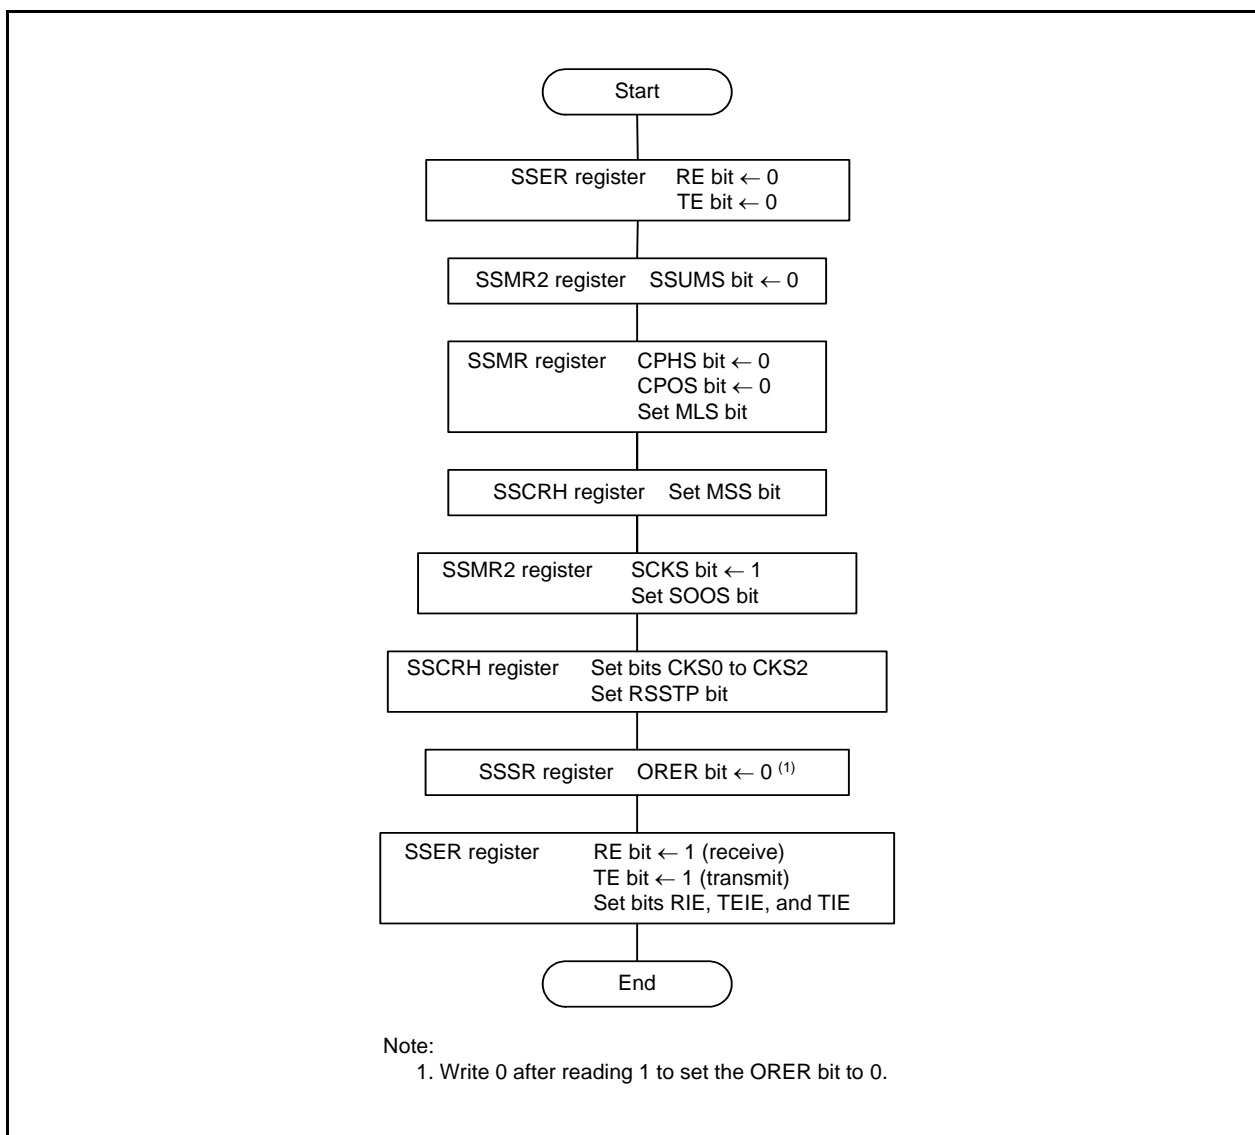 Start
SSER register RE bit ← 0
TE bit ← 0
SSMR2 register SSUMS bit ← 0
SSMR register CPHS bit ← 0
CPOS bit ← 0
Set MLS bit
SSCRH register Set MSS bit
SSMR2 register SCKS bit ← 1
Set SOOS bit
SSCRH register Set bits CKS0 to CKS2
Set RSSTP bit
SSSR register ORER bit ← 0 (1)
SSER register RE bit ← 1 (receive)
TE bit ← 1 (transmit)
Set bits RIE, TEIE, and TIE
End
Note:
1. Write 0 after reading 1 to set the ORER bit to 0.